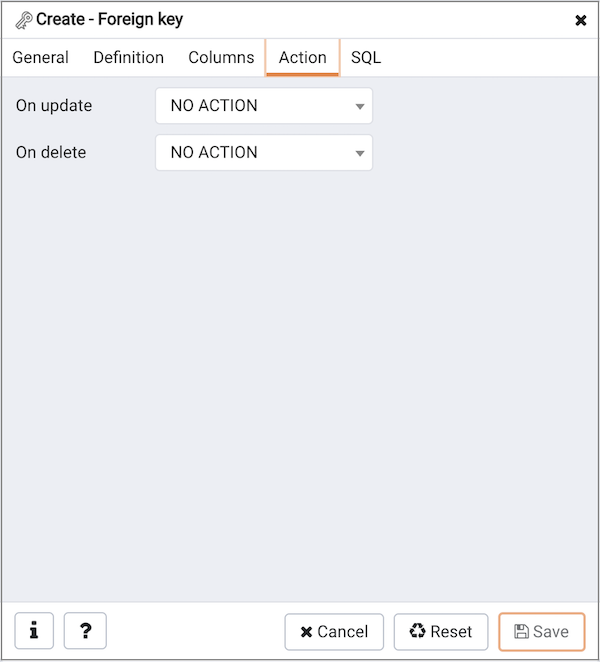 Create - Foreign key
General Definition Columns Action SQL
On update NO ACTION
On delete NO ACTION
i ? Cancel Reset Save